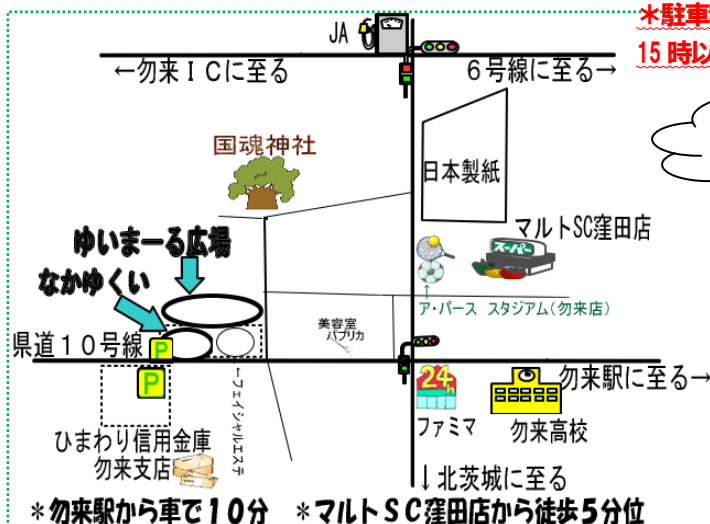 JA
*駐車
15時以
←勿来ICに至る
6号線に至る→
国魂神社
日本製紙
マルトSC窪田店
スーパー
ゆいまーる広場
なかゆくい
↑
ア・パース スタジアム(勿来店)
美容室
パプリカ
県道10号線
P
P
←フェイシャルエステ
24h
勿来駅に至る→
ファミマ
勿来高校
ひまわり信用金庫
勿来支店
↓北茨城に至る
*勿来駅から車で10分 *マルトSC窪田店から徒歩5分位